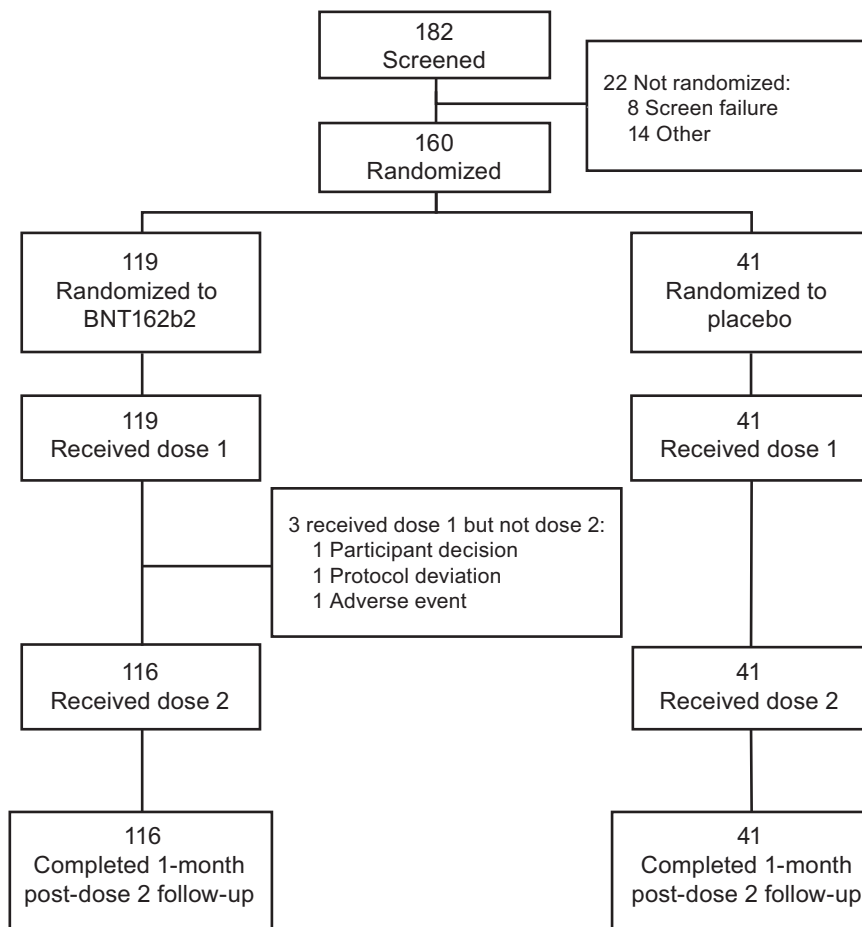 182
Screened
22 Not randomized:
8 Screen failure
14 Other
160
Randomized
119
Randomized to
BNT162b2
41
Randomized to
placebo
119
Received dose 1
41
Received dose 1
3 received dose 1 but not dose 2:
1 Participant decision
1 Protocol deviation
1 Adverse event
116
Received dose 2
41
Received dose 2
116
Completed 1-month
post-dose 2 follow-up
41
Completed 1-month
post-dose 2 follow-up